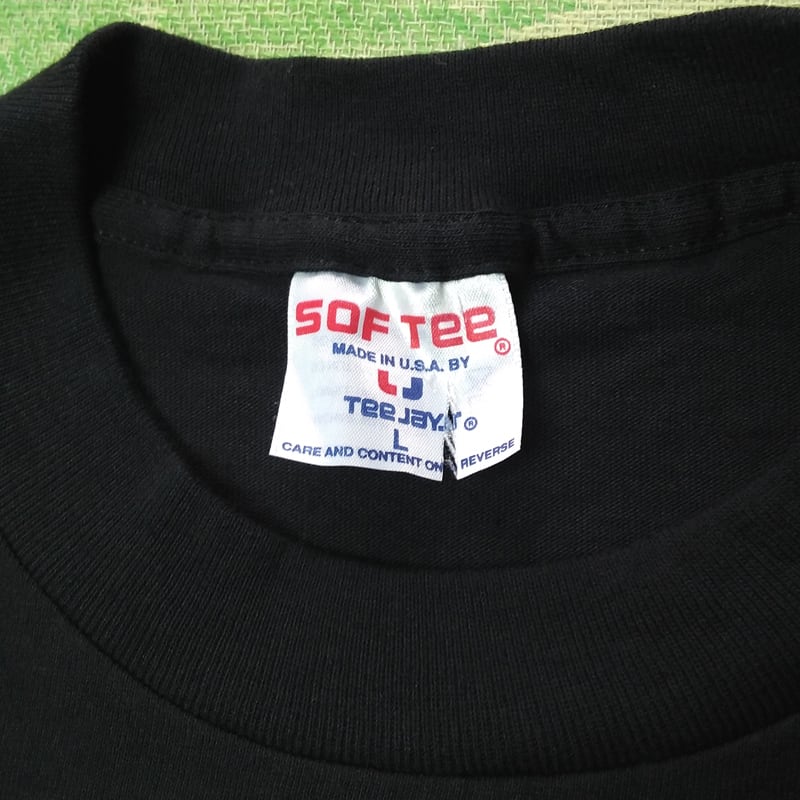 SOF TEE ®
MADE IN U.S.A. BY
TEE JAYS ®
L
CARE AND CONTENT ON REVERSE